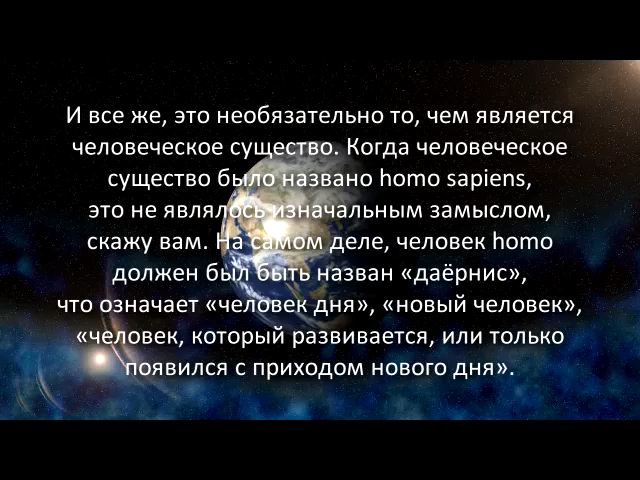 И все же, это необязательно то, чем является
человеческое существо. Когда человеческое
существо было названо homo sapiens,
это не являлось изначальным замыслом,
скажу вам. На самом деле, человек homo
должен был быть назван «даёрнис»,
что означает «человек дня», «новый человек»,
«человек, который развивается, или только
появился с приходом нового дня».